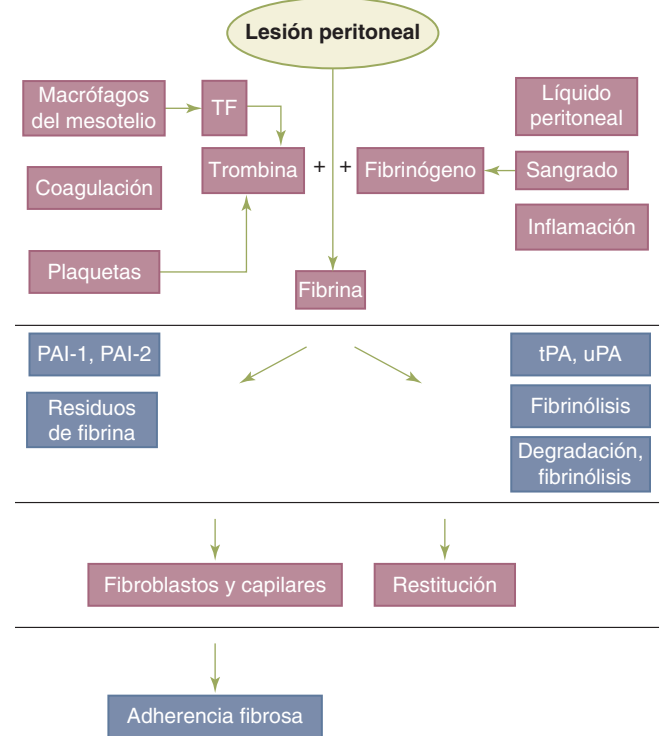 Lesión peritoneal
Macrófagos
del mesotelio
TF
Líquido
peritoneal
Coagulación
Trombina
+ +
Fibrinógeno
Sangrado
Inflamación
Plaquetas
Fibrina
PAI-1, PAI-2
tPA, uPA
Residuos
de fibrina
Fibrinólisis
Degradación,
fibrinólisis
Fibroblastos y capilares
Restitución
Adherencia fibrosa